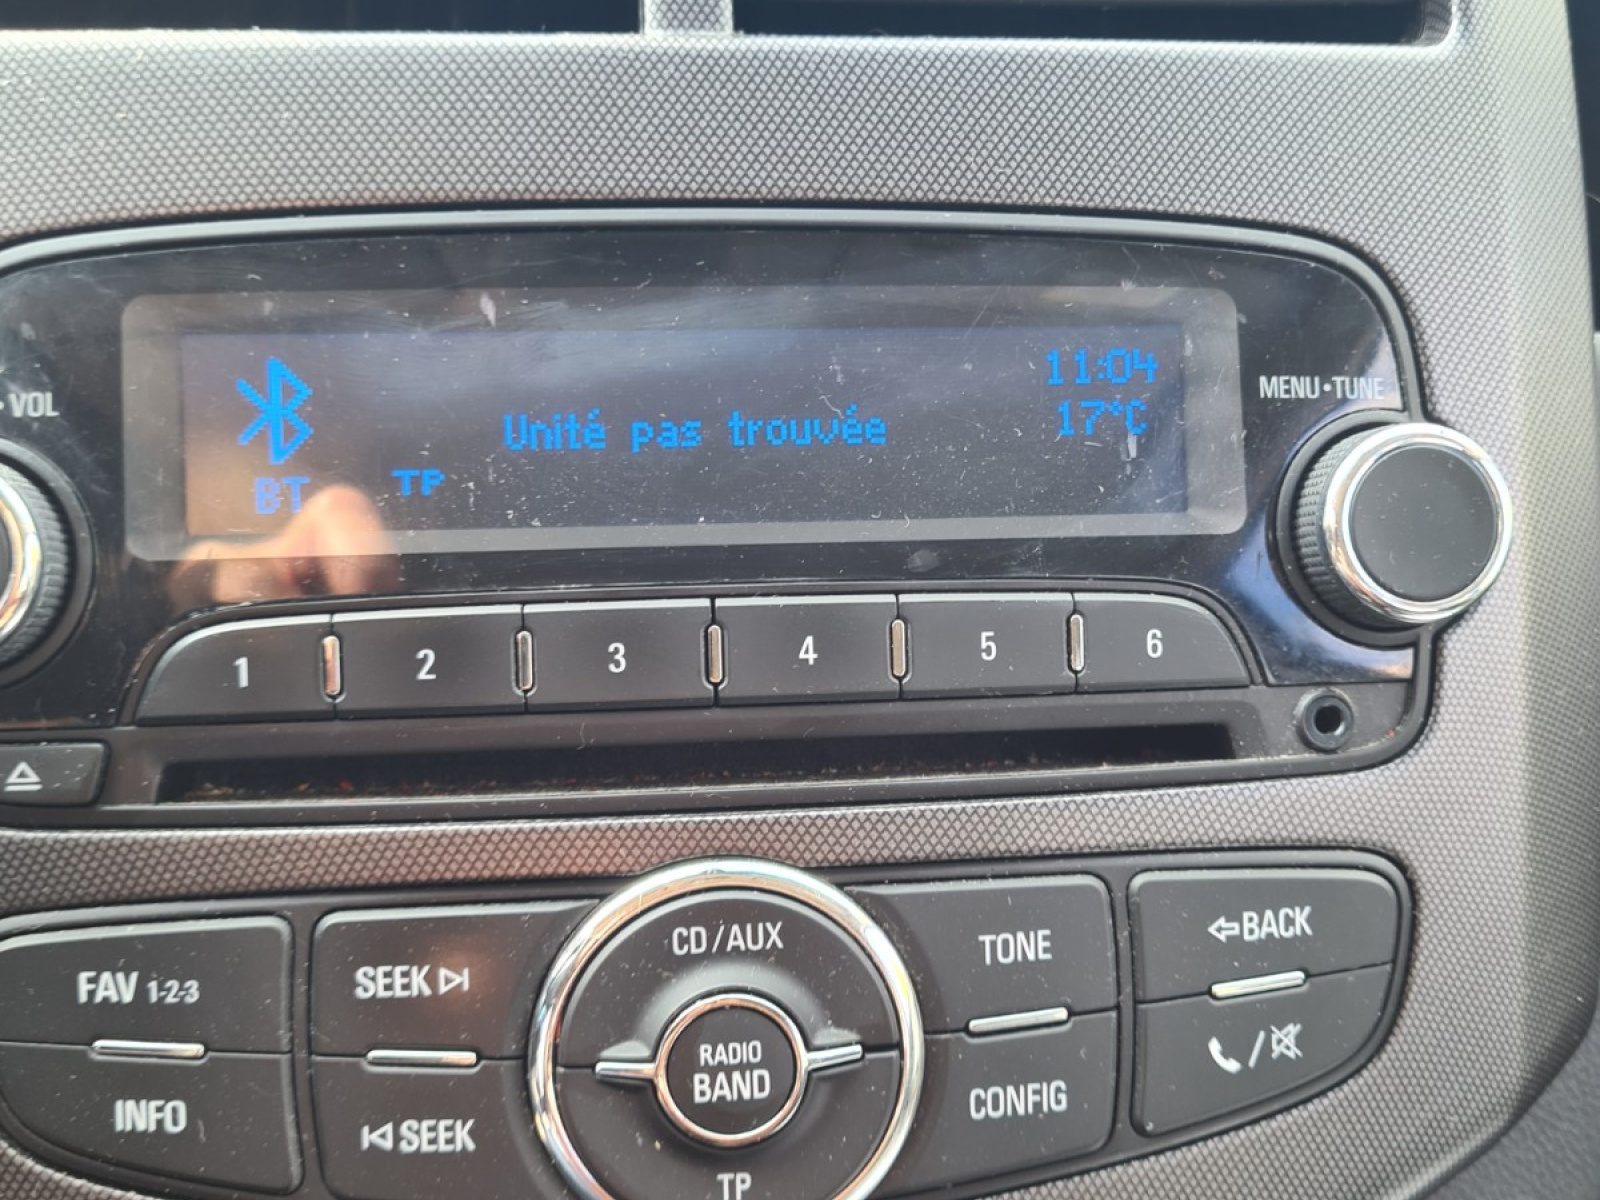 11:04
17°C
Unité pas trouvée
BT
TP
VOL
MENU•TUNE
1
2
3
4
5
6
CD/AUX
RADIO
BAND
TP
FAV 1-2-3
SEEK
INFO
SEEK
TONE
CONFIG
BACK